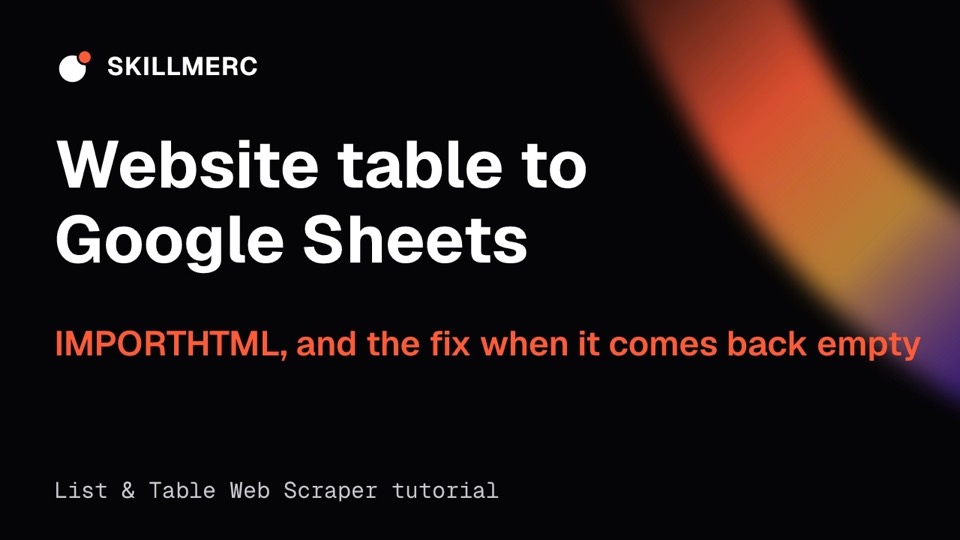 SKILLMERC
Website table to
Google Sheets
IMPORTHTML, and the fix when it comes back empty
List & Table Web Scraper tutorial